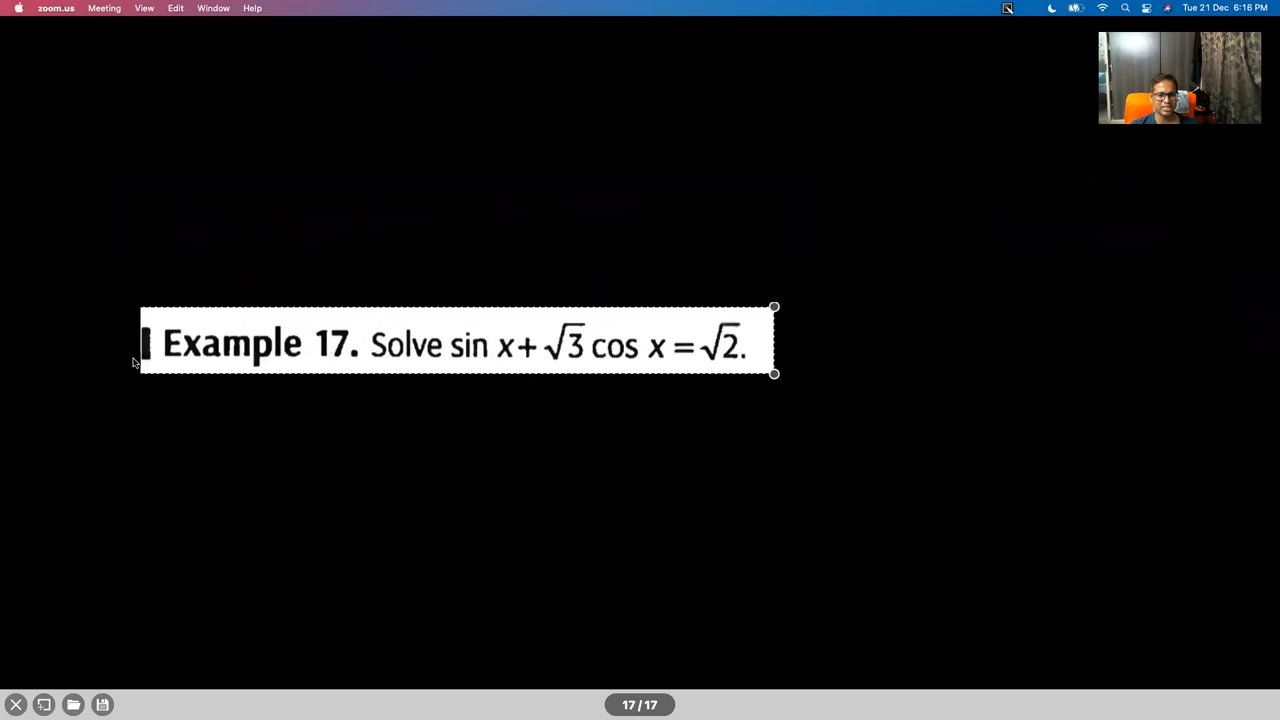 zoom.us Meeting View Edit Window Help Tue 21 Dec 6:16 PM
Example 17. Solve sin x + √3 cos x = √2.
17 / 17